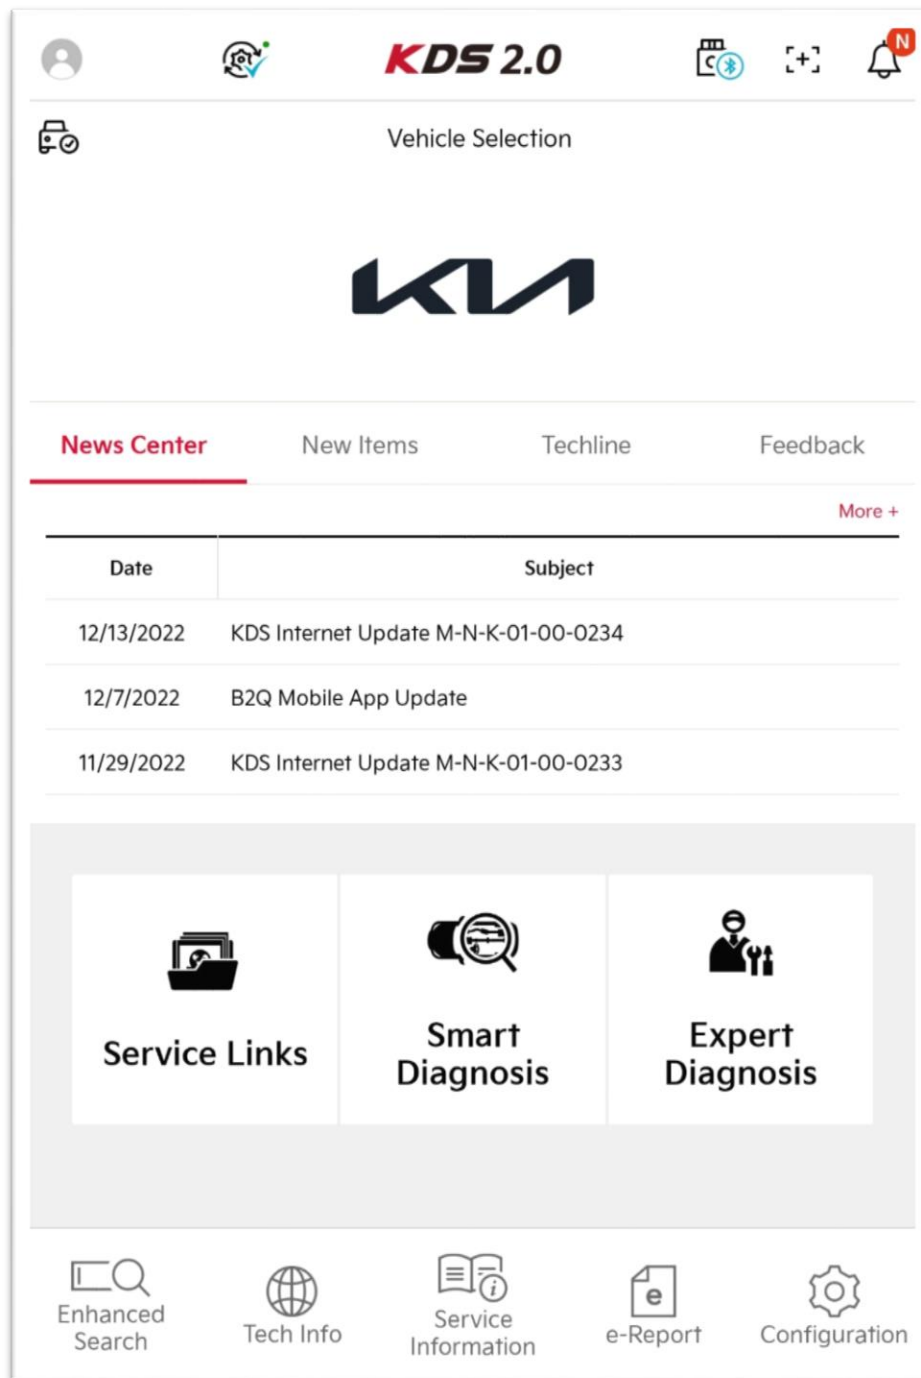 KDS 2.0
C
N
Vehicle Selection
KIA
News Center New Items Techline Feedback
More +
Date Subject
12/13/2022 KDS Internet Update M-N-K-01-00-0234
12/7/2022 B2Q Mobile App Update
11/29/2022 KDS Internet Update M-N-K-01-00-0233
Service Links
Smart
Diagnosis
Expert
Diagnosis
Enhanced
Search
Tech Info
i
Service
Information
e
e-Report
Configuration